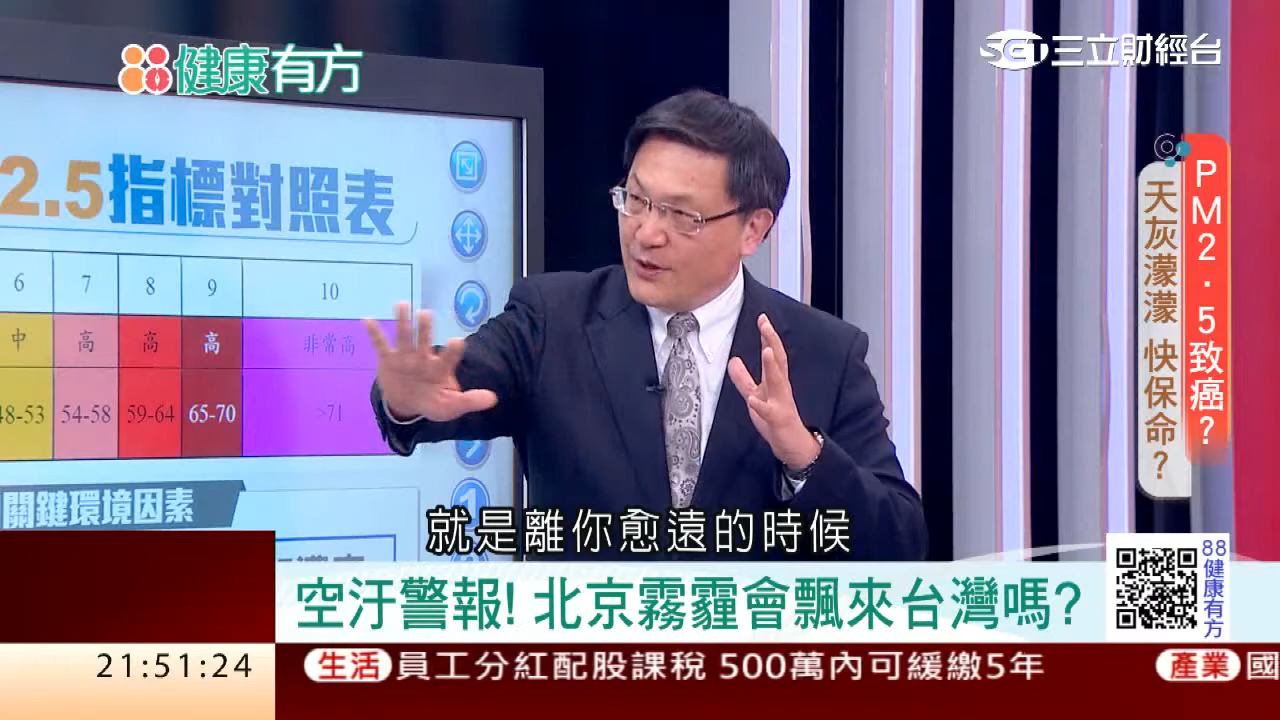 88健康有方
SET三立財經台
2.5指標對照表
6 7 8 9 10
中 高 高 高 非常高
48-53 54-58 59-64 65-70 >71
關鍵環境因素
PM2.5致癌?
天灰濛濛 快保命?
就是離你愈遠的時候
空汙警報!北京霧霾會飄來台灣嗎?
88健康有方
21:51:24
生活 員工分紅配股課稅 500萬內可緩繳5年
產業 國